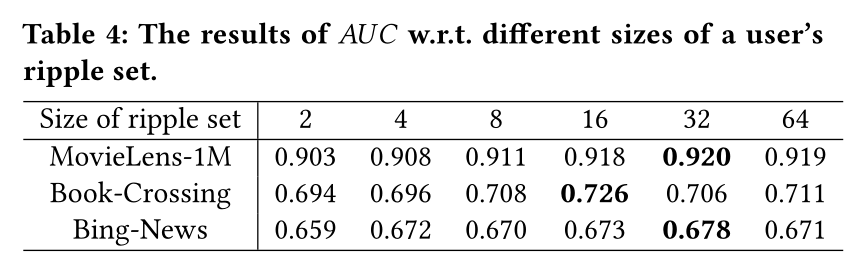 Table 4: The results of AUC w.r.t. different sizes of a user's
ripple set.
Size of ripple set 2 4 8 16 32 64
MovieLens-1M 0.903 0.908 0.911 0.918 0.920 0.919
Book-Crossing 0.694 0.696 0.708 0.726 0.706 0.711
Bing-News 0.659 0.672 0.670 0.673 0.678 0.671